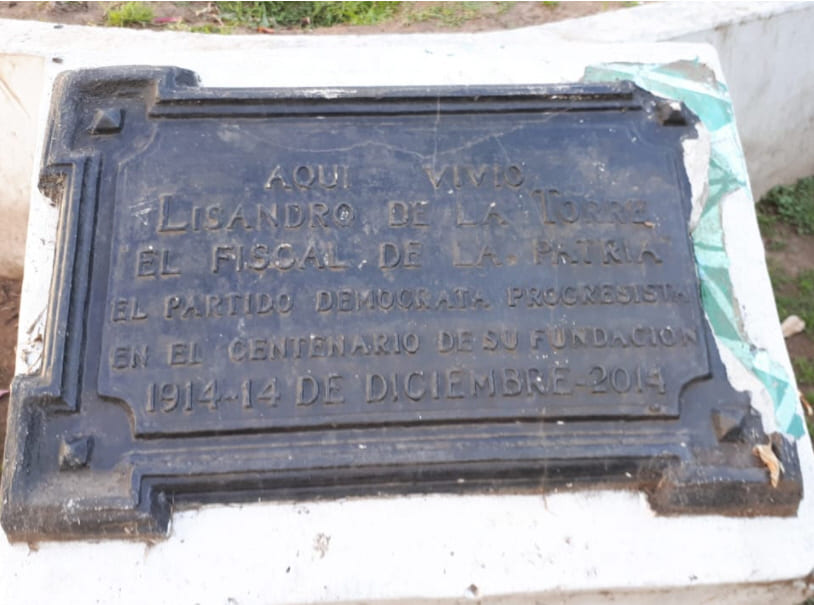 AQUI VIVIO
LISANDRO DE LA TORRE
"EL FISCAL DE LA PATRIA"
EL PARTIDO DEMOCRATA PROGRESISTA
EN EL CENTENARIO DE SU FUNDACION
1914-14 DE DICIEMBRE-2014